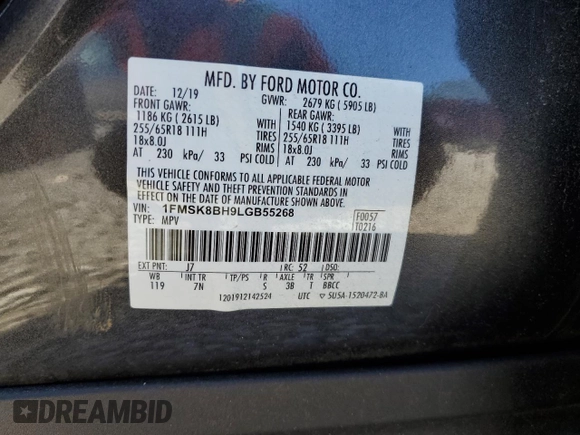 MFD. BY FORD MOTOR CO.
DATE: 12/19 GVWR: 2679 KG ( 5905 LB)
FRONT GAWR: REAR GAWR:
1186 KG ( 2615 LB) WITH 1540 KG ( 3395 LB) WITH
255/65R18 111H TIRES 255/65R18 111H TIRES
18x8.0J RIMS 18x8.0J RIMS
AT 230 kPa/ 33 PSI COLD AT 230 kPa/ 33 PSI COLD
THIS VEHICLE CONFORMS TO ALL APPLICABLE FEDERAL MOTOR
VEHICLE SAFETY AND THEFT PREVENTION STANDARDS IN
EFFECT ON THE DATE OF MANUFACTURE SHOWN ABOVE.
VIN: 1FMSK8BH9LGB55268 F0057
TYPE: MPV T0216
EXT PNT: J7 RC: 52 DSO:
WB INT TR TP/PS R AXLE TR SPR
119 7N S 3B T BBCC
1201912142524 UTC ▽ 5U5A-1520472-BA
DREAMBID